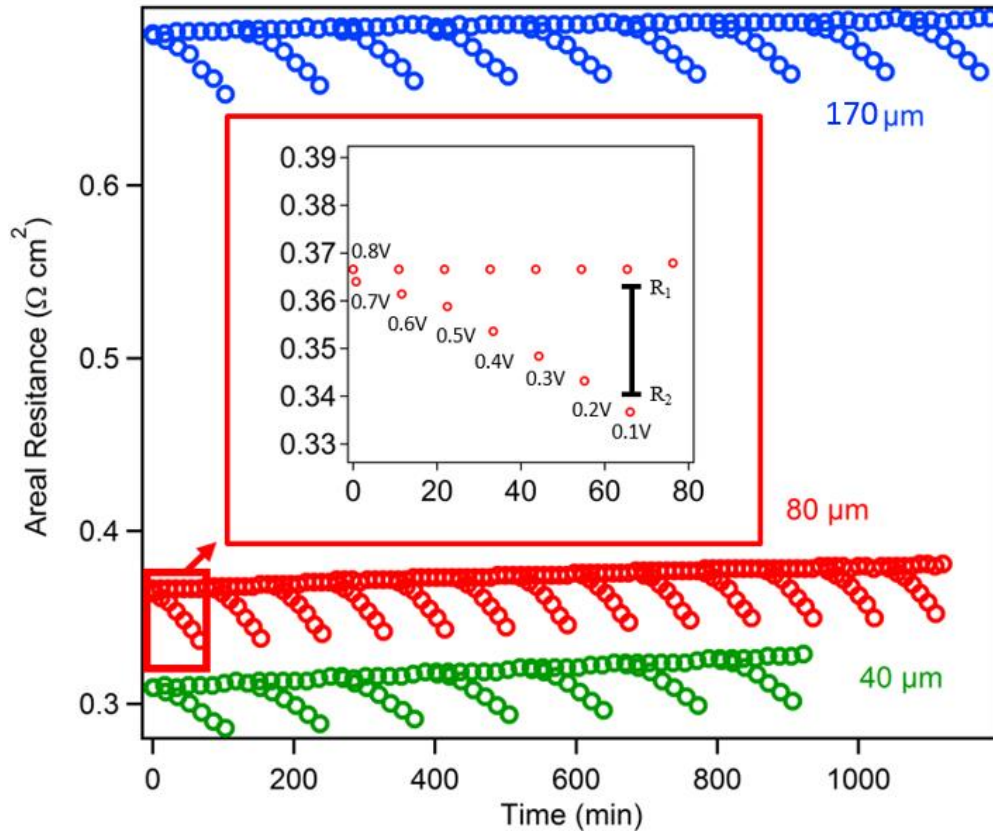 170 µm
0.39
0.38
0.37
0.36
0.35
0.34
0.33
0.8V
0.7V
0.6V
0.5V
0.4V
0.3V
0.2V
0.1V
R1
R2
0 20 40 60 80
80 µm
40 µm
0.6
0.5
0.4
0.3
Areal Resitance (Ω cm²)
0 200 400 600 800 1000
Time (min)